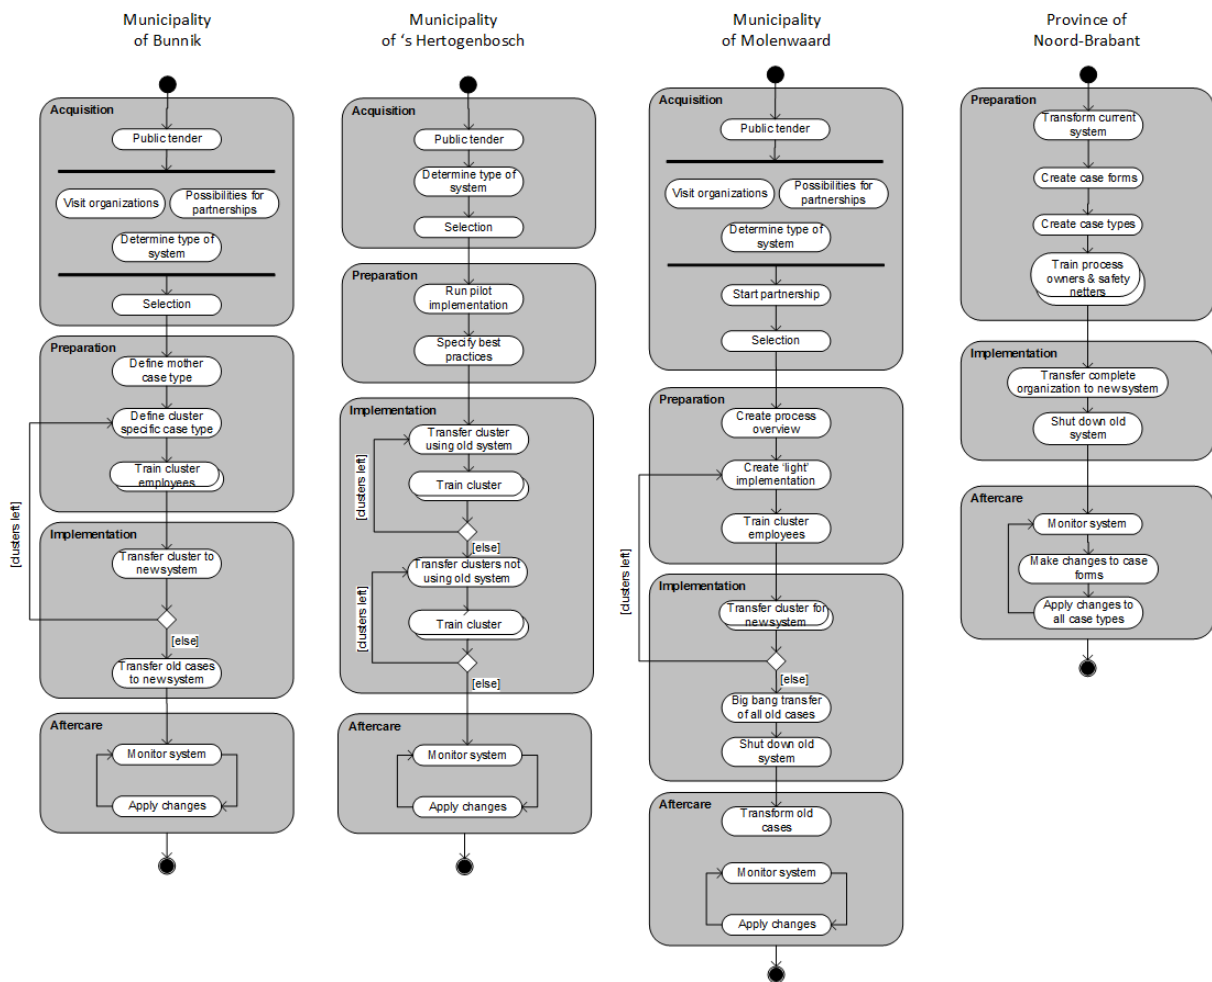 Municipality
of Bunnik
Acquisition
Public tender
Visit organizations
Possibilities for
partnerships
Determine type of
system
Selection
Preparation
Define mother
case type
Define cluster
specific case type
Train cluster
employees
[clusters left]
Implementation
Transfer cluster to
new system
[else]
Transfer old cases
to new system
Aftercare
Monitor system
Apply changes
Municipality
of ‘s Hertogenbosch
Acquisition
Public tender
Determine type of
system
Selection
Preparation
Run pilot
implementation
Specify best
practices
Implementation
Transfer cluster
using old system
[clusters left]
Train cluster
[else]
Transfer clusters not
using old system
[clusters left]
Train cluster
[else]
Aftercare
Monitor system
Apply changes
Municipality
of Molenwaard
Acquisition
Public tender
Visit organizations
Possibilities for
partnerships
Determine type of
system
Start partnership
Selection
Preparation
Create process
overview
Create ‘light’
implementation
Train cluster
employees
[clusters left]
Implementation
Transfer cluster for
new system
[else]
Big bang transfer
of all old cases
Shut down old
system
Aftercare
Transform old
cases
Monitor system
Apply changes
Province of
Noord-Brabant
Preparation
Transform current
system
Create case forms
Create case types
Train process
owners & safety
netters
Implementation
Transfer complete
organization to new system
Shut down old
system
Aftercare
Monitor system
Make changes to case
forms
Apply changes to
all case types